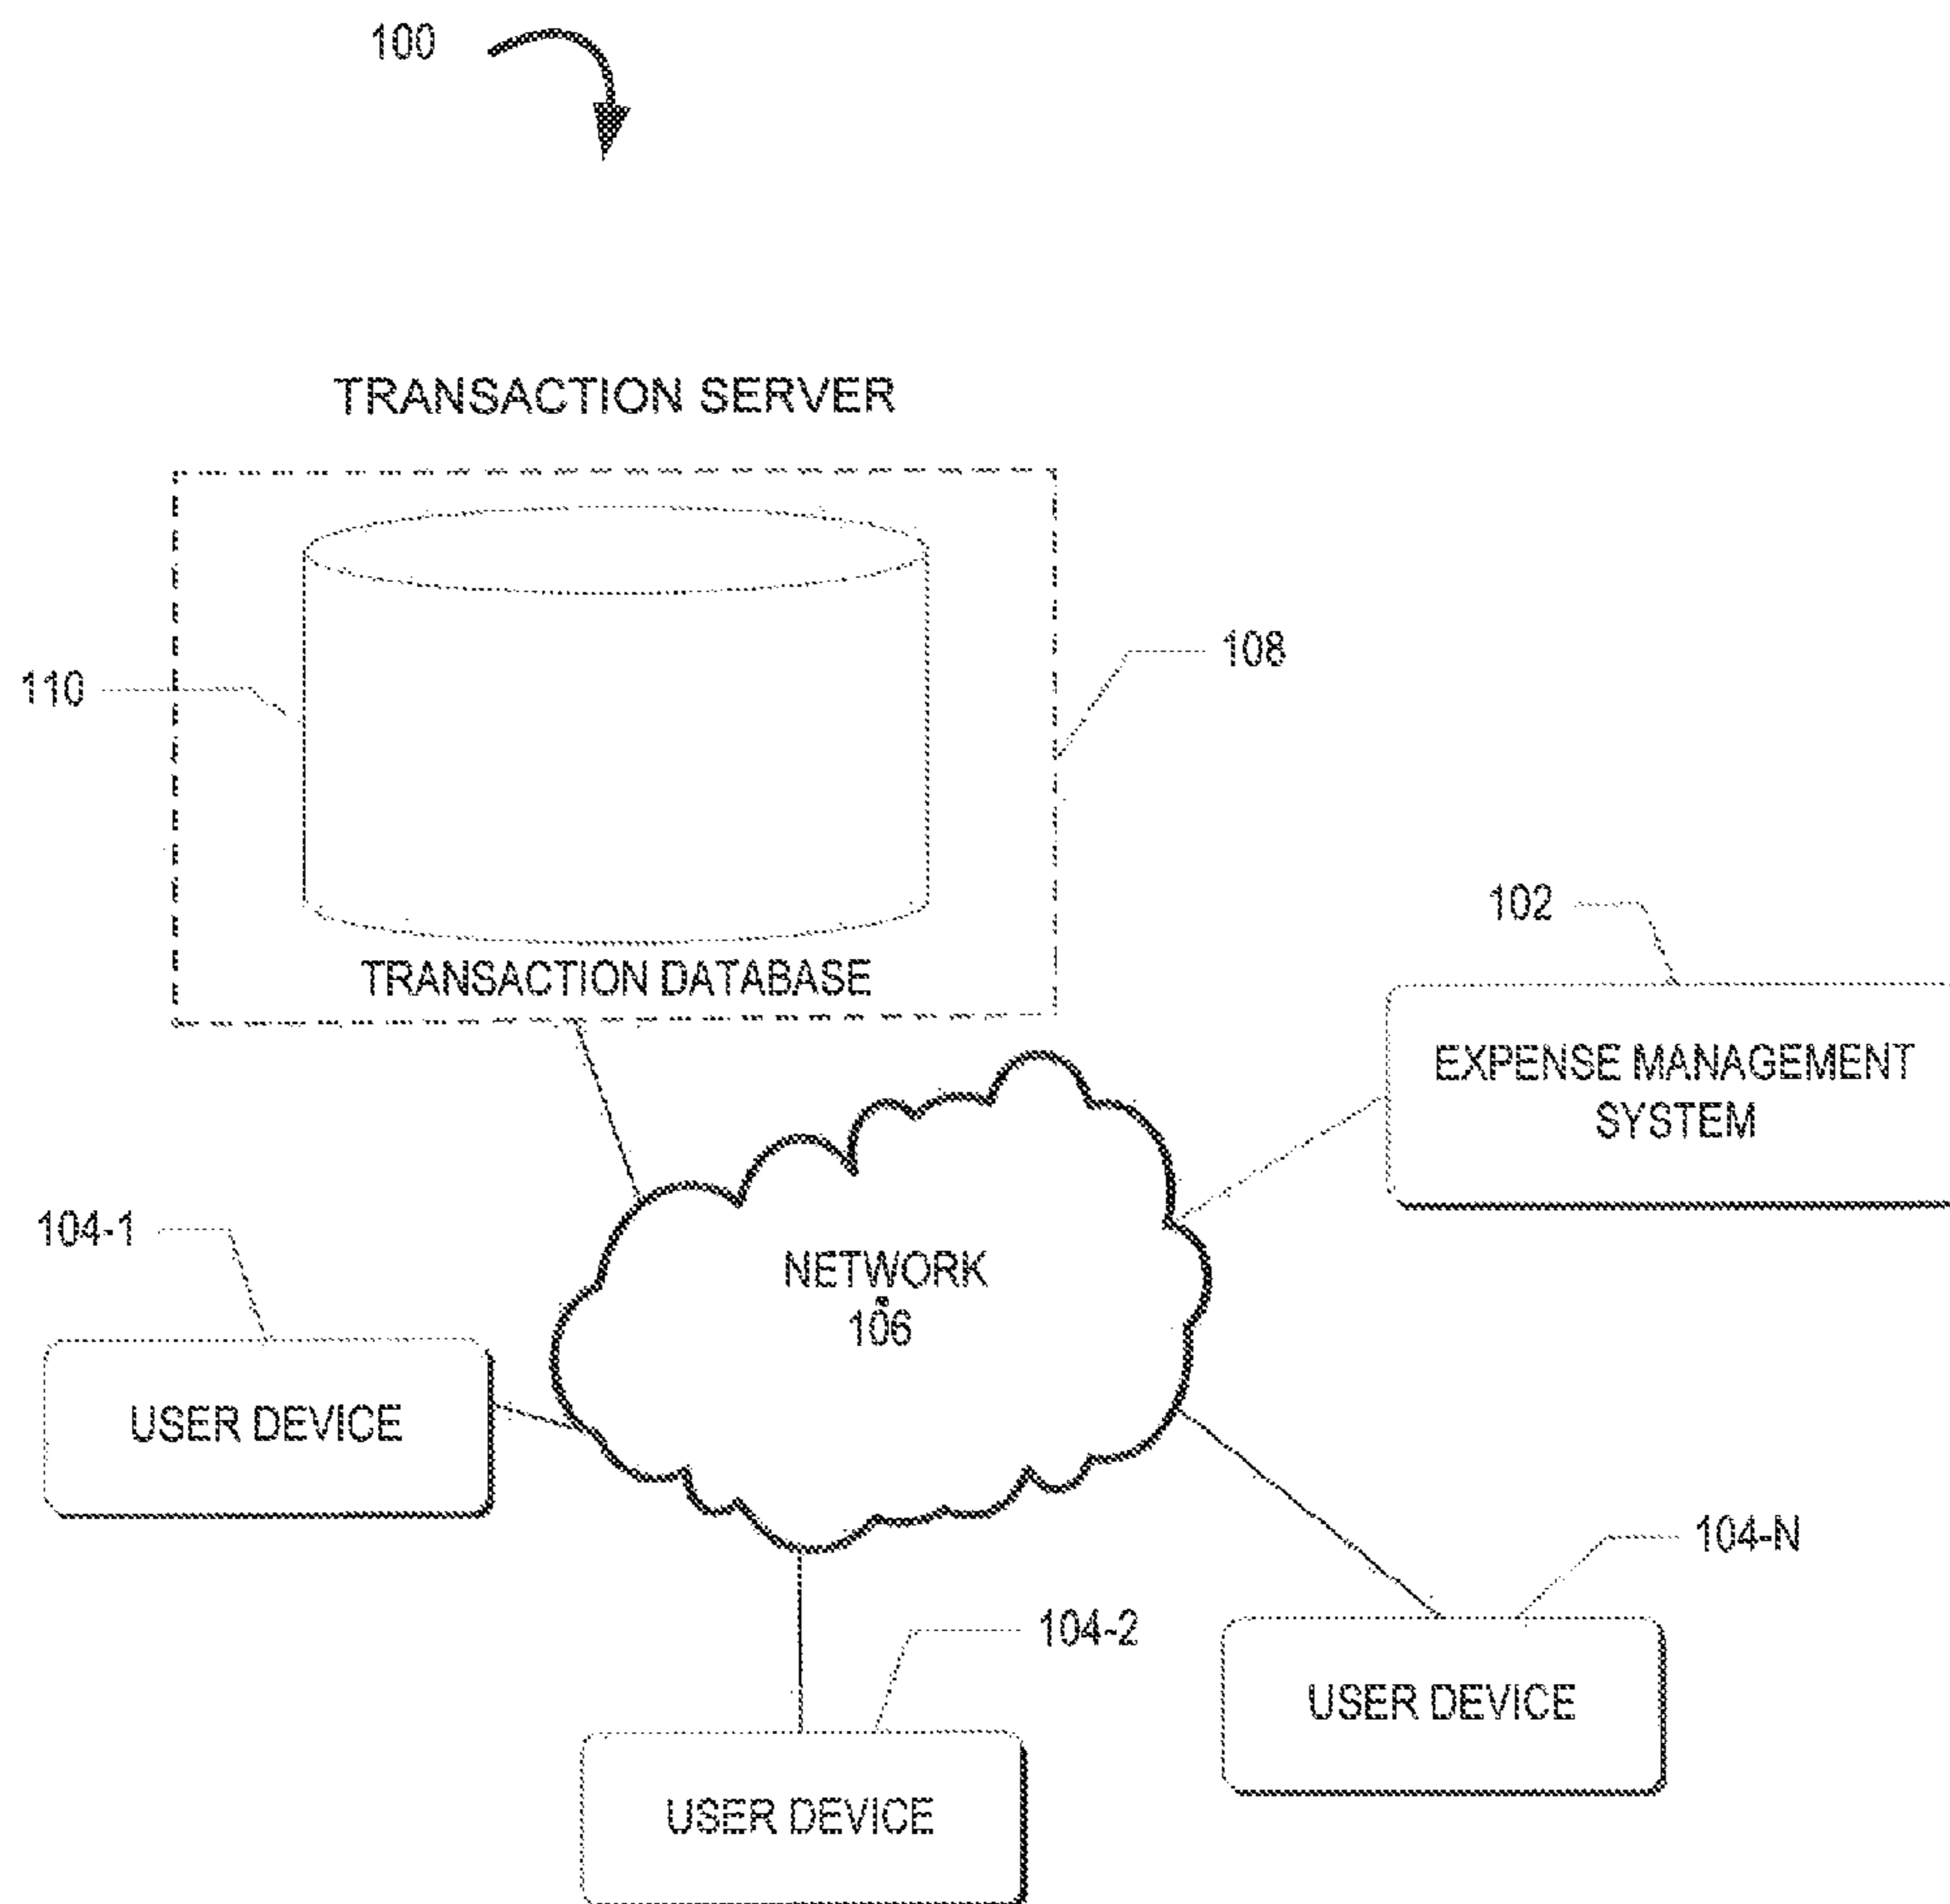 100
TRANSACTION SERVER
108
110
TRANSACTION DATABASE
102
EXPENSE MANAGEMENT
SYSTEM
104-1
NETWORK
106
USER DEVICE
104-N
104-2
USER DEVICE
USER DEVICE